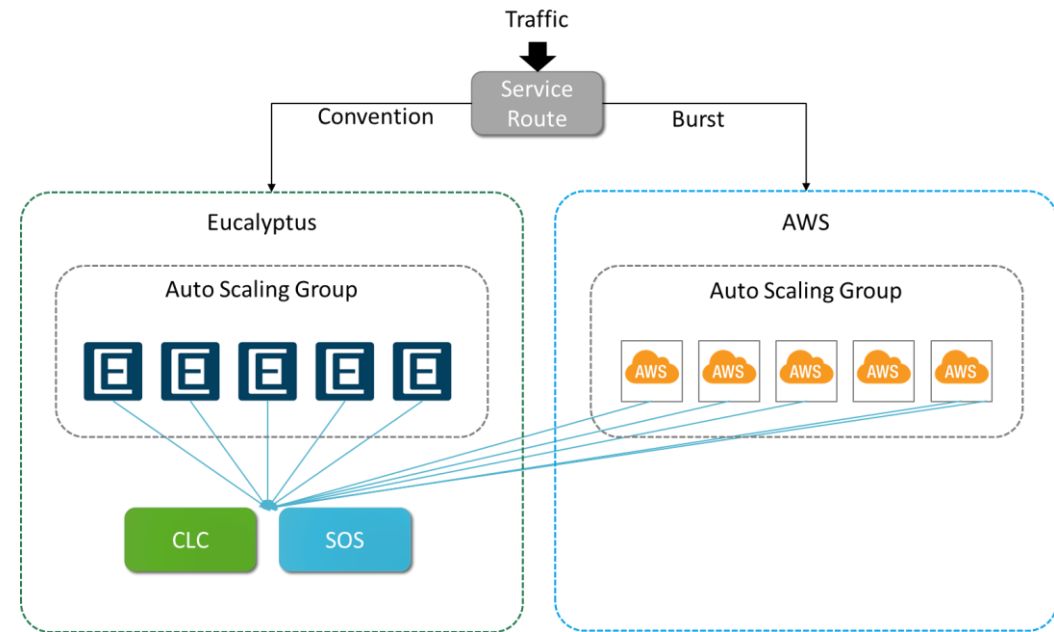 Traffic
Service
Route
Convention
Burst
Eucalyptus
AWS
Auto Scaling Group
Auto Scaling Group
E
E
E
E
E
AWS
AWS
AWS
AWS
AWS
CLC
SOS